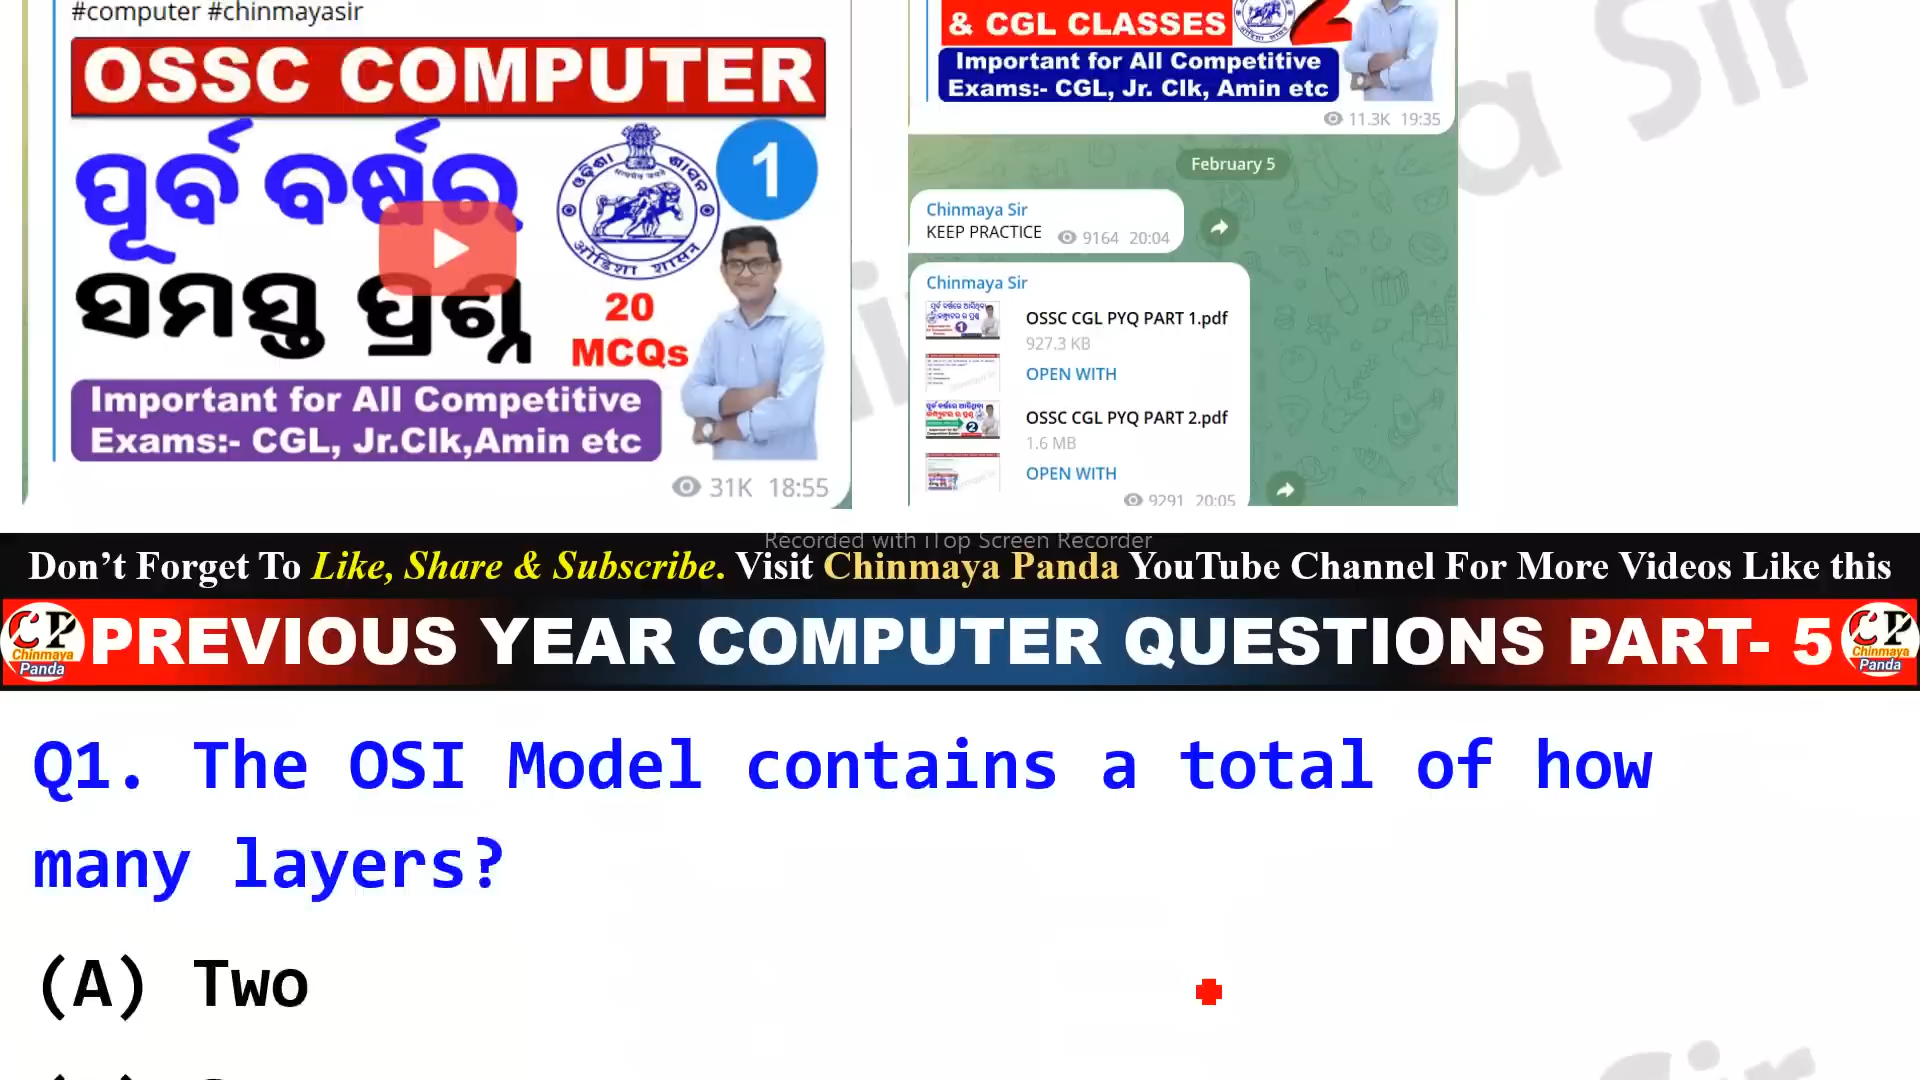 #computer #chinmayasir
OSSC COMPUTER
ପୂର୍ବ ବର୍ଷର
1
ସମସ୍ତ ପ୍ରଶ୍ନ
20
MCQs
Important for All Competitive
Exams:- CGL, Jr.Clk,Amin etc
31K 18:55
& CGL CLASSES
2
Important for All Competitive
Exams:- CGL, Jr. Clk, Amin etc
11.3K 19:35
February 5
Chinmaya Sir
KEEP PRACTICE 9164 20:04
Chinmaya Sir
OSSC CGL PYQ PART 1.pdf
927.3 KB
OPEN WITH
OSSC CGL PYQ PART 2.pdf
1.6 MB
OPEN WITH
9291 20:05
Recorded with iTop Screen Recorder
Don’t Forget To Like, Share & Subscribe. Visit Chinmaya Panda YouTube Channel For More Videos Like this
CP Chinmaya Panda
PREVIOUS YEAR COMPUTER QUESTIONS PART- 5
CP Chinmaya Panda
Q1. The OSI Model contains a total of how
many layers?
(A) Two
Sir